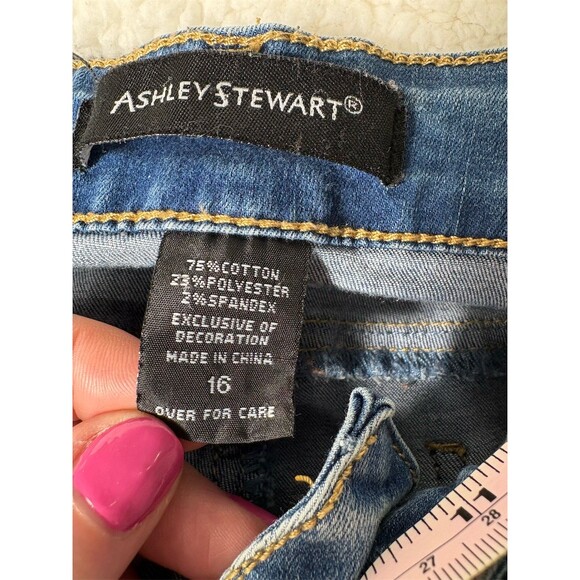 ASHLEY STEWART®
75%COTTON
23%POLYESTER
2%SPANDEX
EXCLUSIVE OF
DECORATION
MADE IN CHINA
16
OVER FOR CARE
11
27
28